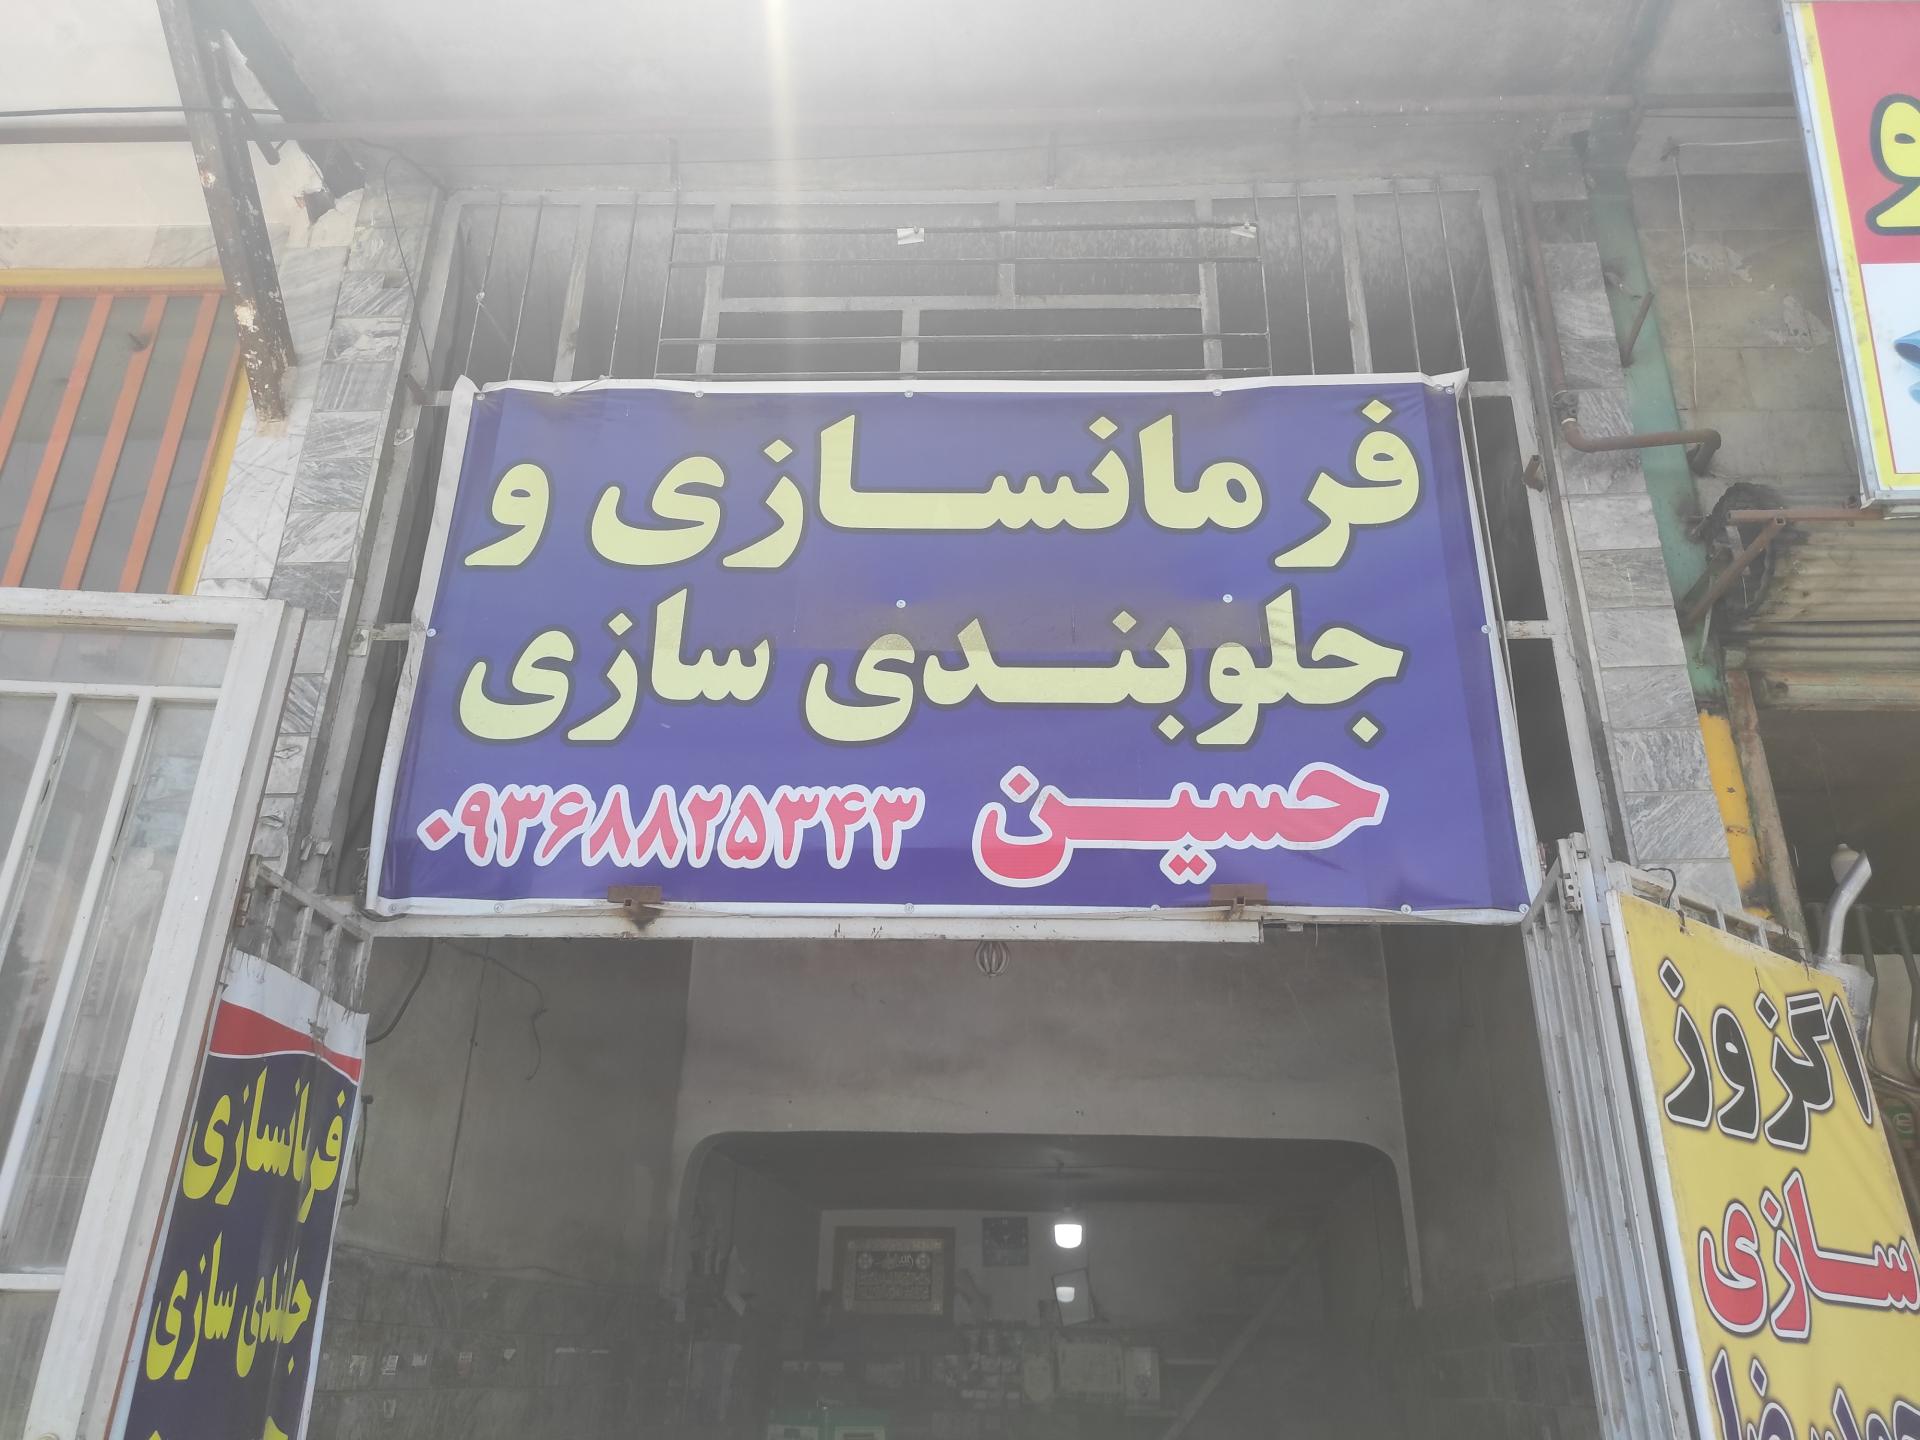 فرمانسازی و
جلوبندی سازی
حسین ۰۹۳۶۸۸۲۵۳۴۳
فرمانسازی
جلوبندی سازی
اگزوز
سازی
و